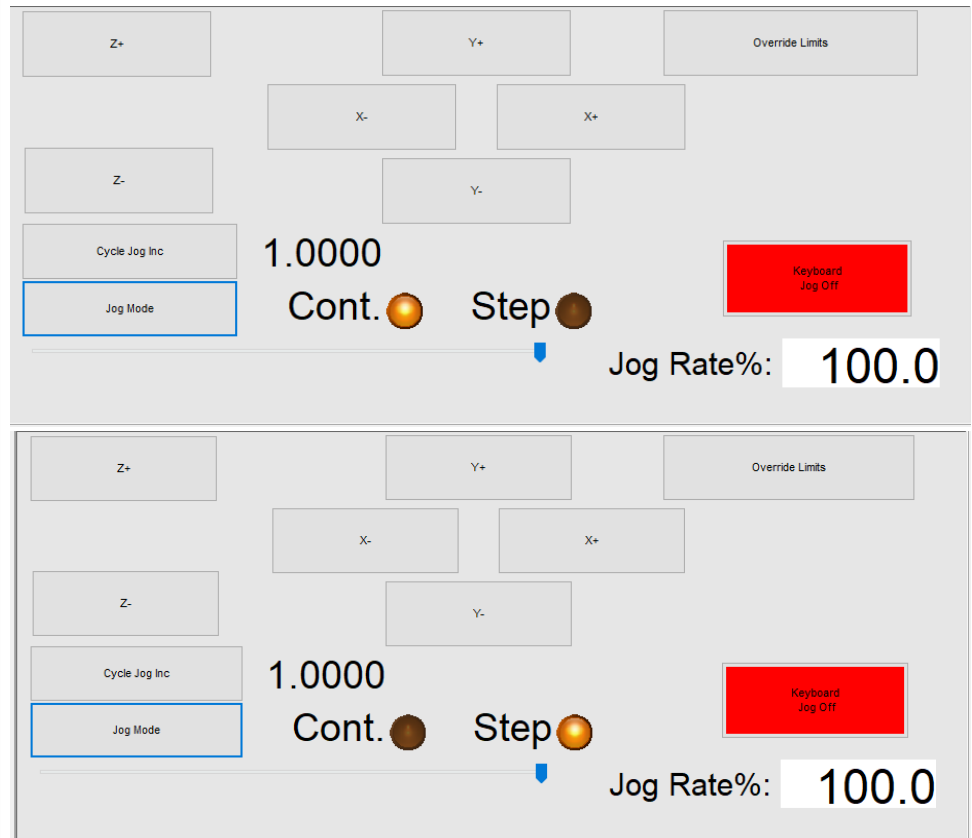 Z+
Y+
Override Limits
X-
X+
Z-
Y-
Cycle Jog Inc
1.0000
Keyboard
Jog Off
Jog Mode
Cont.
Step
Jog Rate%:
100.0
Z+
Y+
Override Limits
X-
X+
Z-
Y-
Cycle Jog Inc
1.0000
Keyboard
Jog Off
Jog Mode
Cont.
Step
Jog Rate%:
100.0